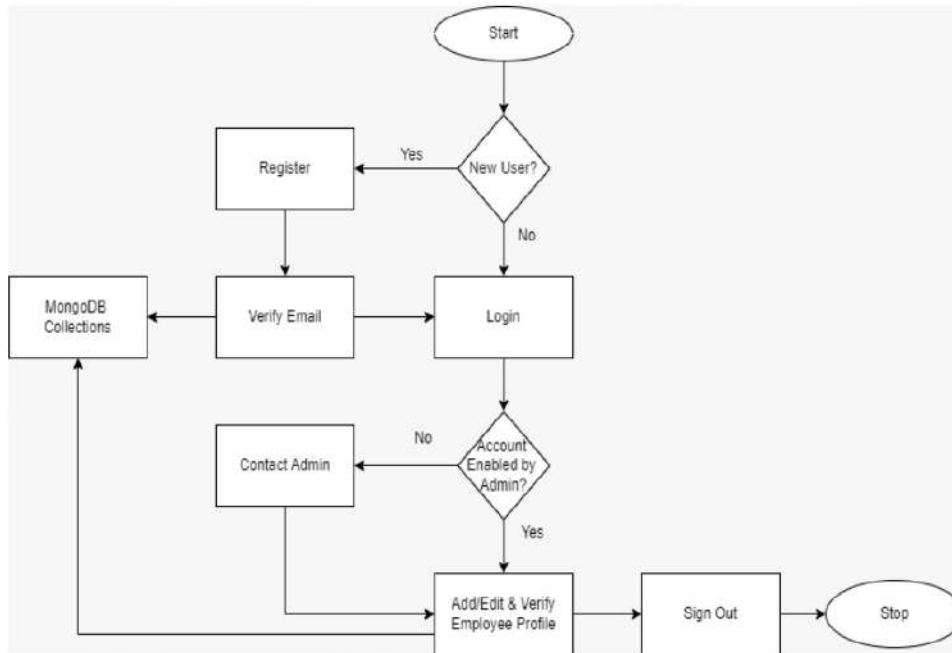 Start
New User?
Yes
Register
No
MongoDB
Collections
Verify Email
Login
Account
Enabled by
Admin?
No
Contact Admin
Yes
Add/Edit & Verify
Employee Profile
Sign Out
Stop